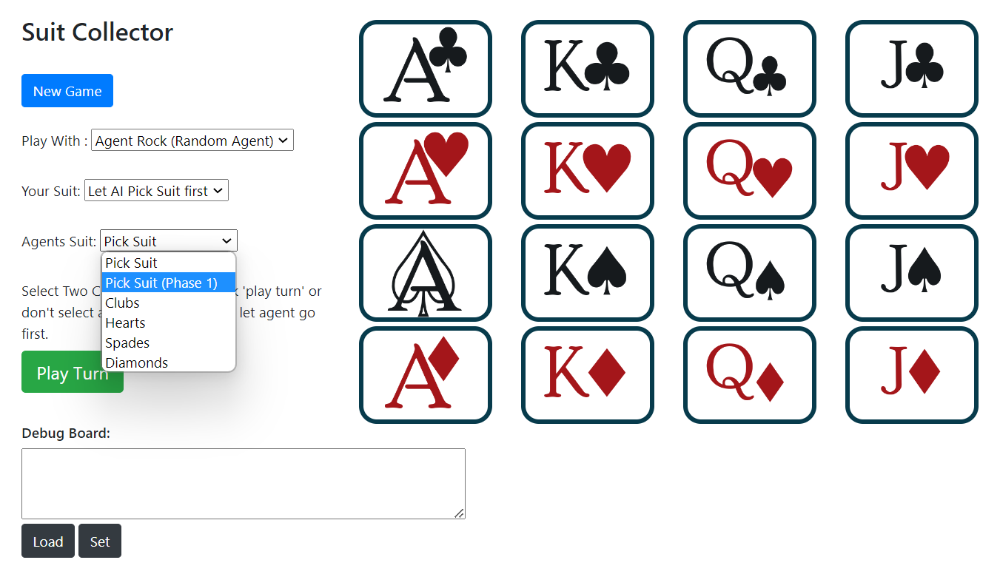 Suit Collector
New Game
Play With : Agent Rock (Random Agent)
Your Suit: Let AI Pick Suit first
Agents Suit: Pick Suit
Pick Suit
Pick Suit (Phase 1)
Clubs
Hearts
Spades
Diamonds
Select Two 'play turn' or
don't select let agent go
first.
Play Turn
Debug Board:
Load Set
A♣ K♣ Q♣ J♣
A♥ K♥ Q♥ J♥
A♠ K♠ Q♠ J♠
A♦ K♦ Q♦ J♦